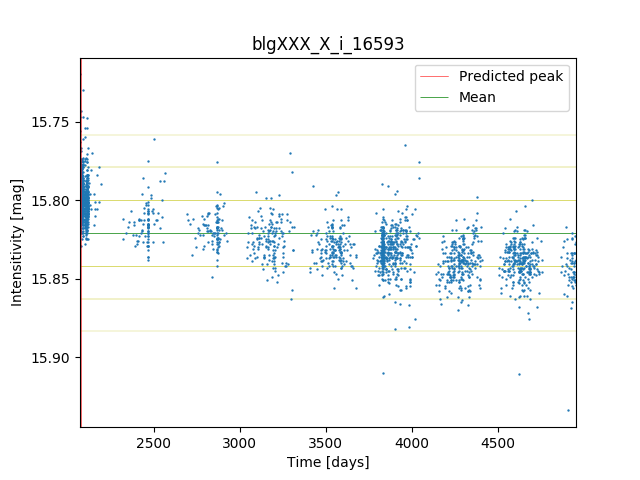 blgXXX_X_i_16593
Predicted peak
Mean
Intensitivity [mag]
15.75
15.80
15.85
15.90
2500
3000
3500
4000
4500
Time [days]